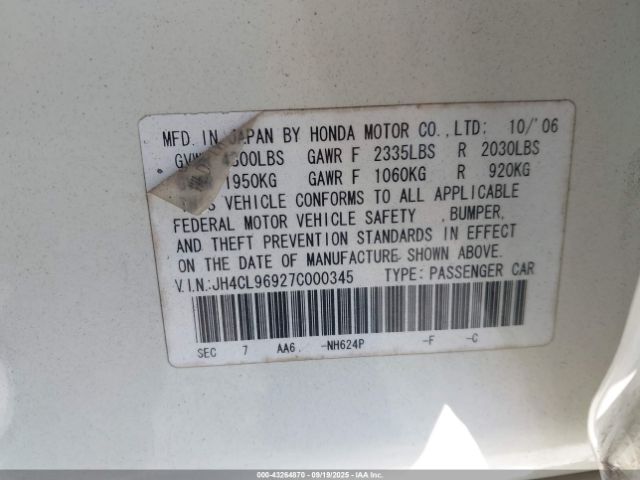 MFD. IN JAPAN BY HONDA MOTOR CO.,LTD: 10/'06
GVW 4300LBS GAWR F 2335LBS R 2030LBS
1950KG GAWR F 1060KG R 920KG
VEHICLE CONFORMS TO ALL APPLICABLE
FEDERAL MOTOR VEHICLE SAFETY ,BUMPER,
AND THEFT PREVENTION STANDARDS IN EFFECT
ON THE DATE OF MANUFACTURE SHOWN ABOVE.
V.I.N.:JH4CL96927C000345 TYPE: PASSENGER CAR
SEC 7 AA6. -NH624P -F -C
000-43264870 - 09/19/2025 - IAA Inc.